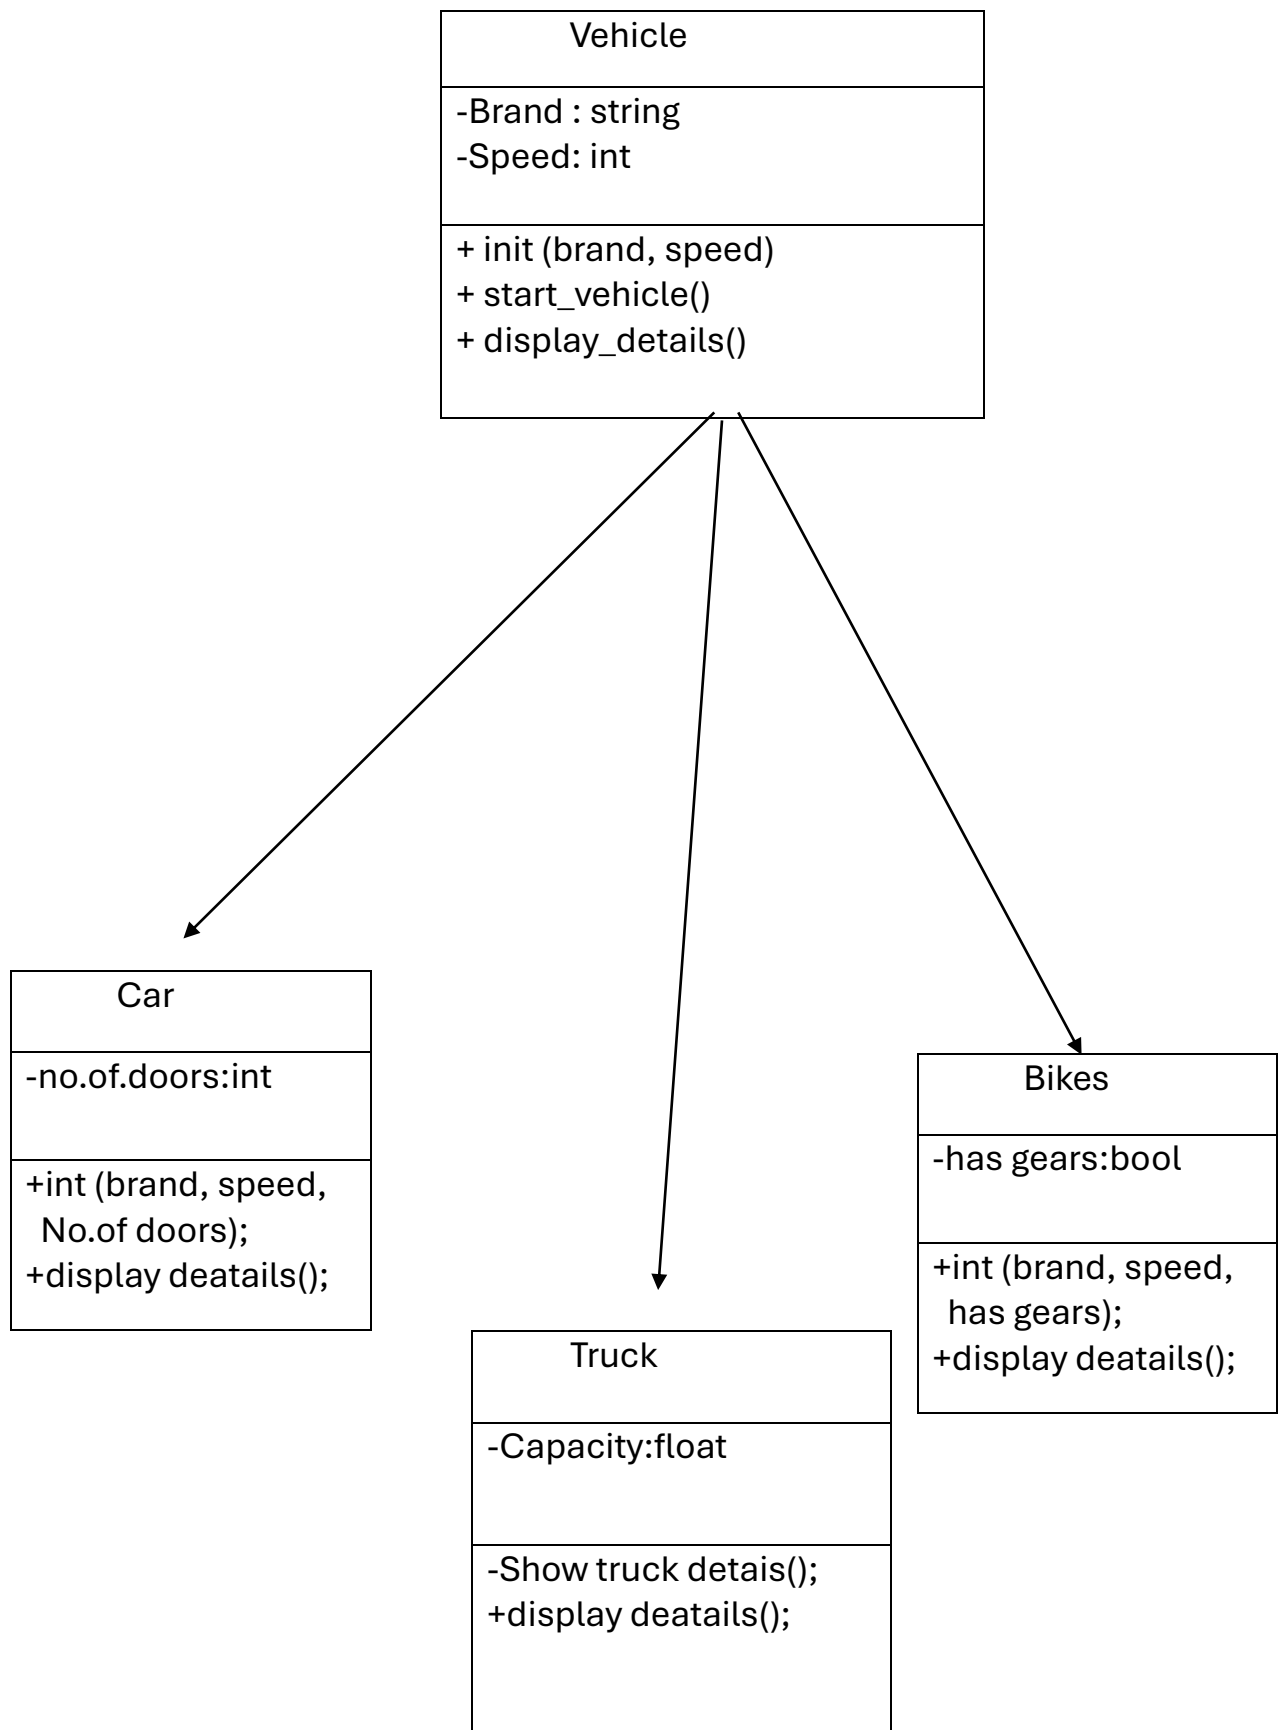 Vehicle
-Brand : string
-Speed: int
+ init (brand, speed)
+ start_vehicle()
+ display_details()
Car
-no.of.doors:int
+int (brand, speed,
No.of doors);
+display deatails();
Bikes
-has gears:bool
+int (brand, speed,
has gears);
+display deatails();
Truck
-Capacity:float
-Show truck detais();
+display deatails();